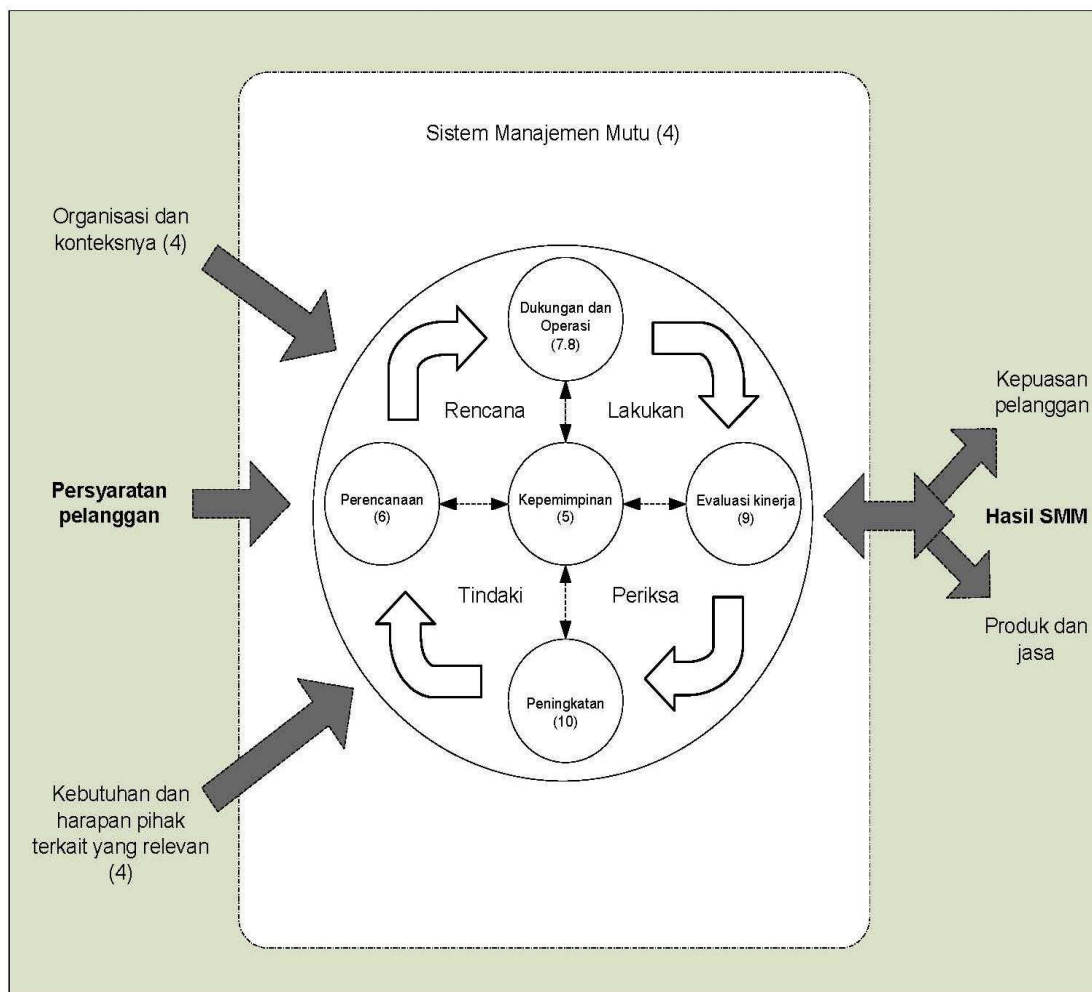 Sistem Manajemen Mutu (4)
Organisasi dan
konteksnya (4)
Dukungan dan
Operasi
(7.8)
Kepuasan
pelanggan
Rencana
Lakukan
Persyaratan
pelanggan
Perencanaan
(6)
Kepemimpinan
(5)
Evaluasi kinerja
(9)
Hasil SMM
Tindaki
Periksa
Produk dan
jasa
Peningkatan
(10)
Kebutuhan dan
harapan pihak
terkait yang relevan
(4)